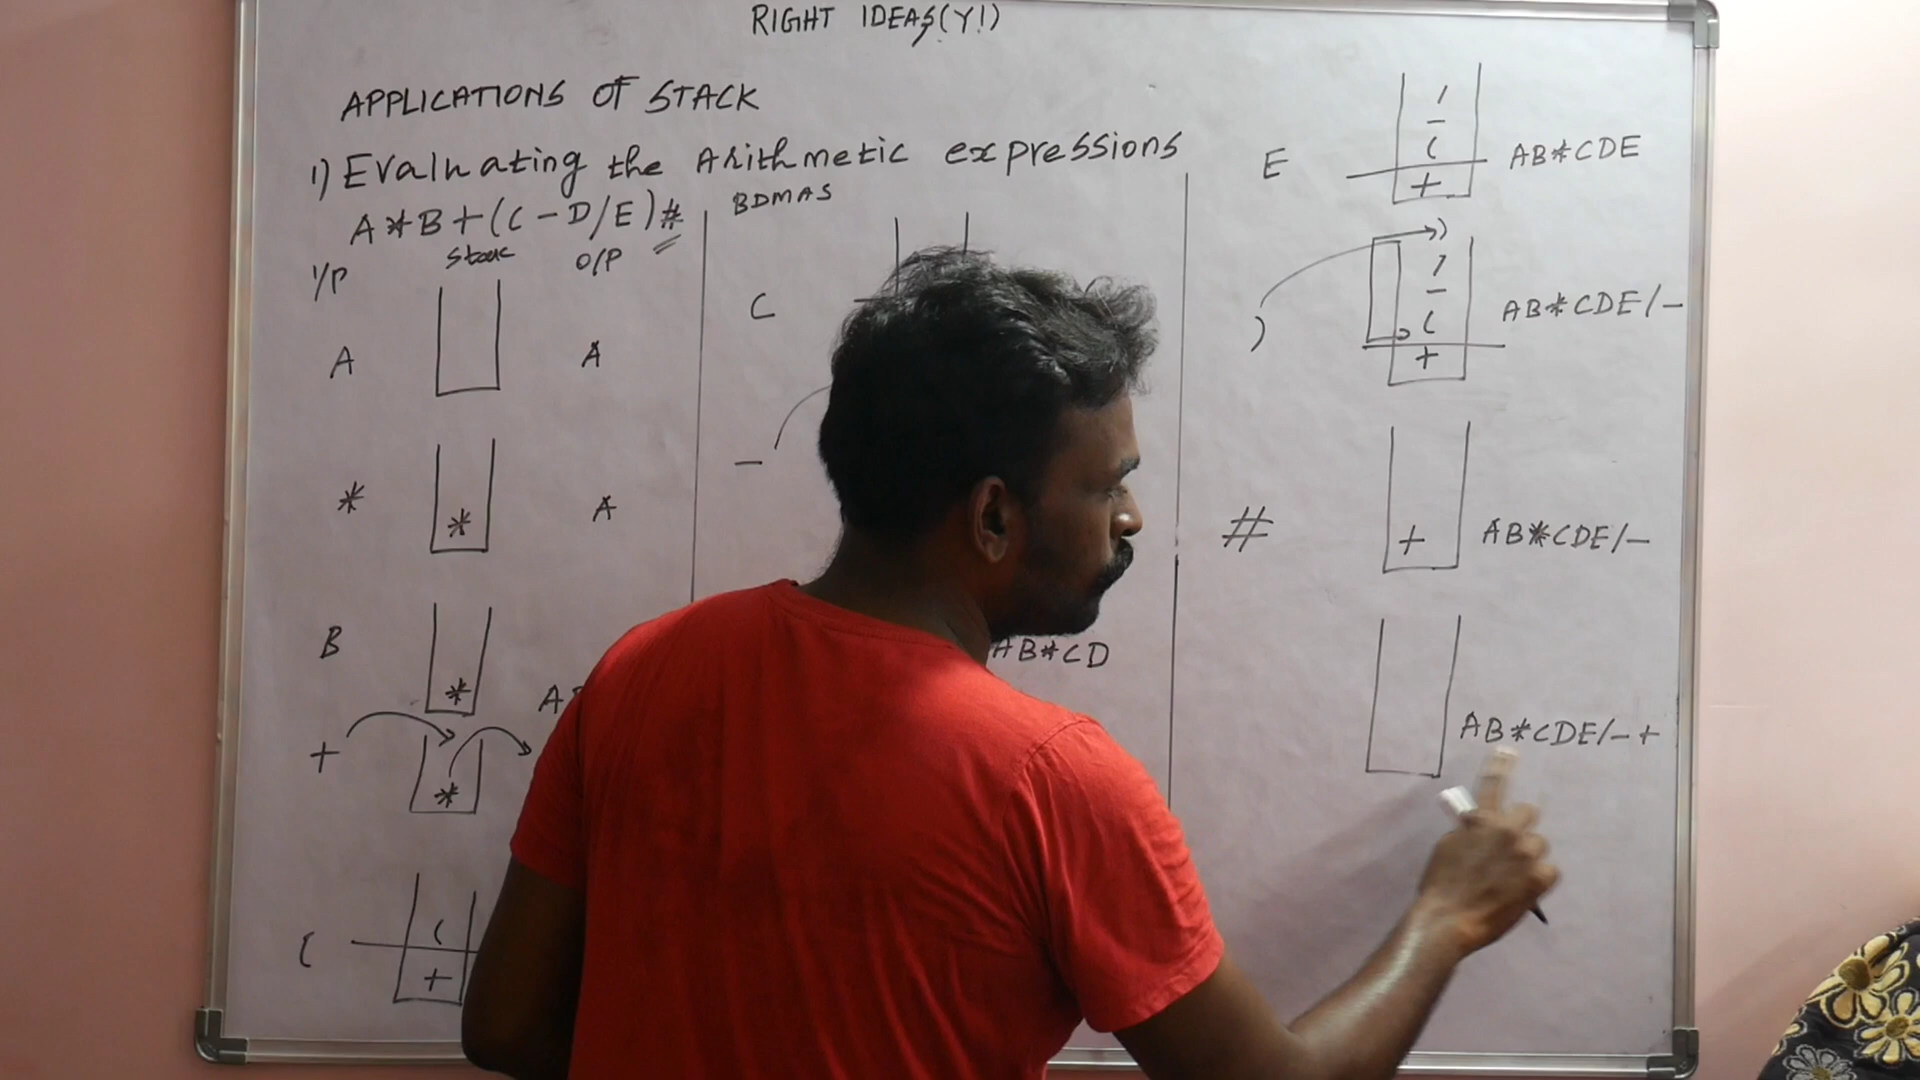 RIGHT IDEAS(Y!)
APPLICATIONS OF STACK
1) Evaluating the Arithmetic expressions
A*B+(C-D/E)#
BDMAS
I/P stack O/P
A A
* * A
B *
+ *
(
(
+
C
-
AB*CD
E
/
-
(
+
AB*CDE
)
)
/
-
(
+
AB*CDE/-
# + AB*CDE/-
AB*CDE/-+